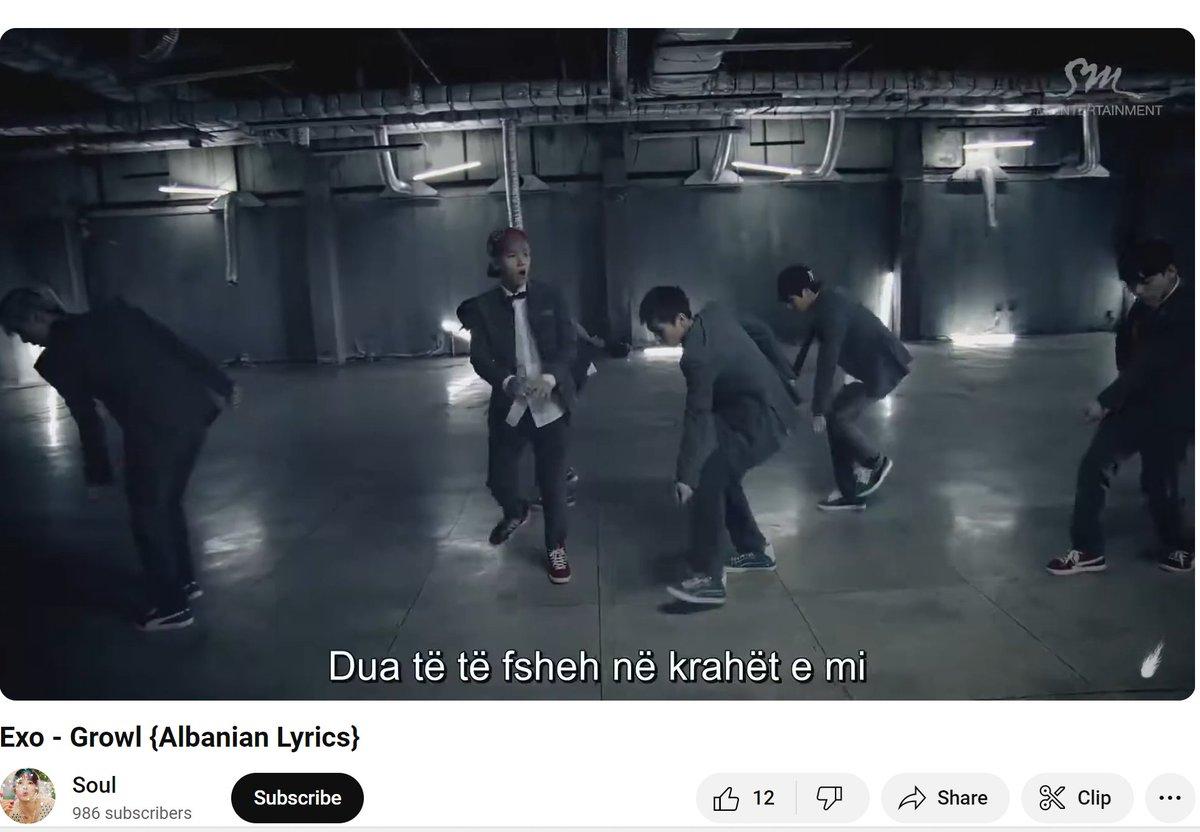 SM
ENTERTAINMENT
Dua të të fsheh në krahët e mi
Exo - Growl {Albanian Lyrics}
Soul
986 subscribers
Subscribe
12
Share
Clip